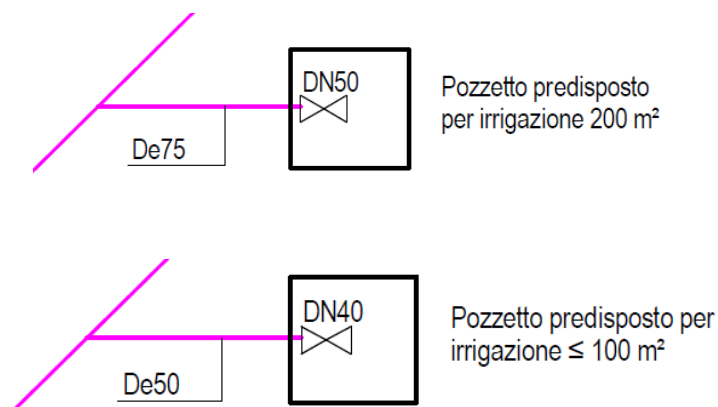 DN50
Pozzetto predisposto
per irrigazione 200 m²
De75
DN40
Pozzetto predisposto per
irrigazione ≤ 100 m²
De50